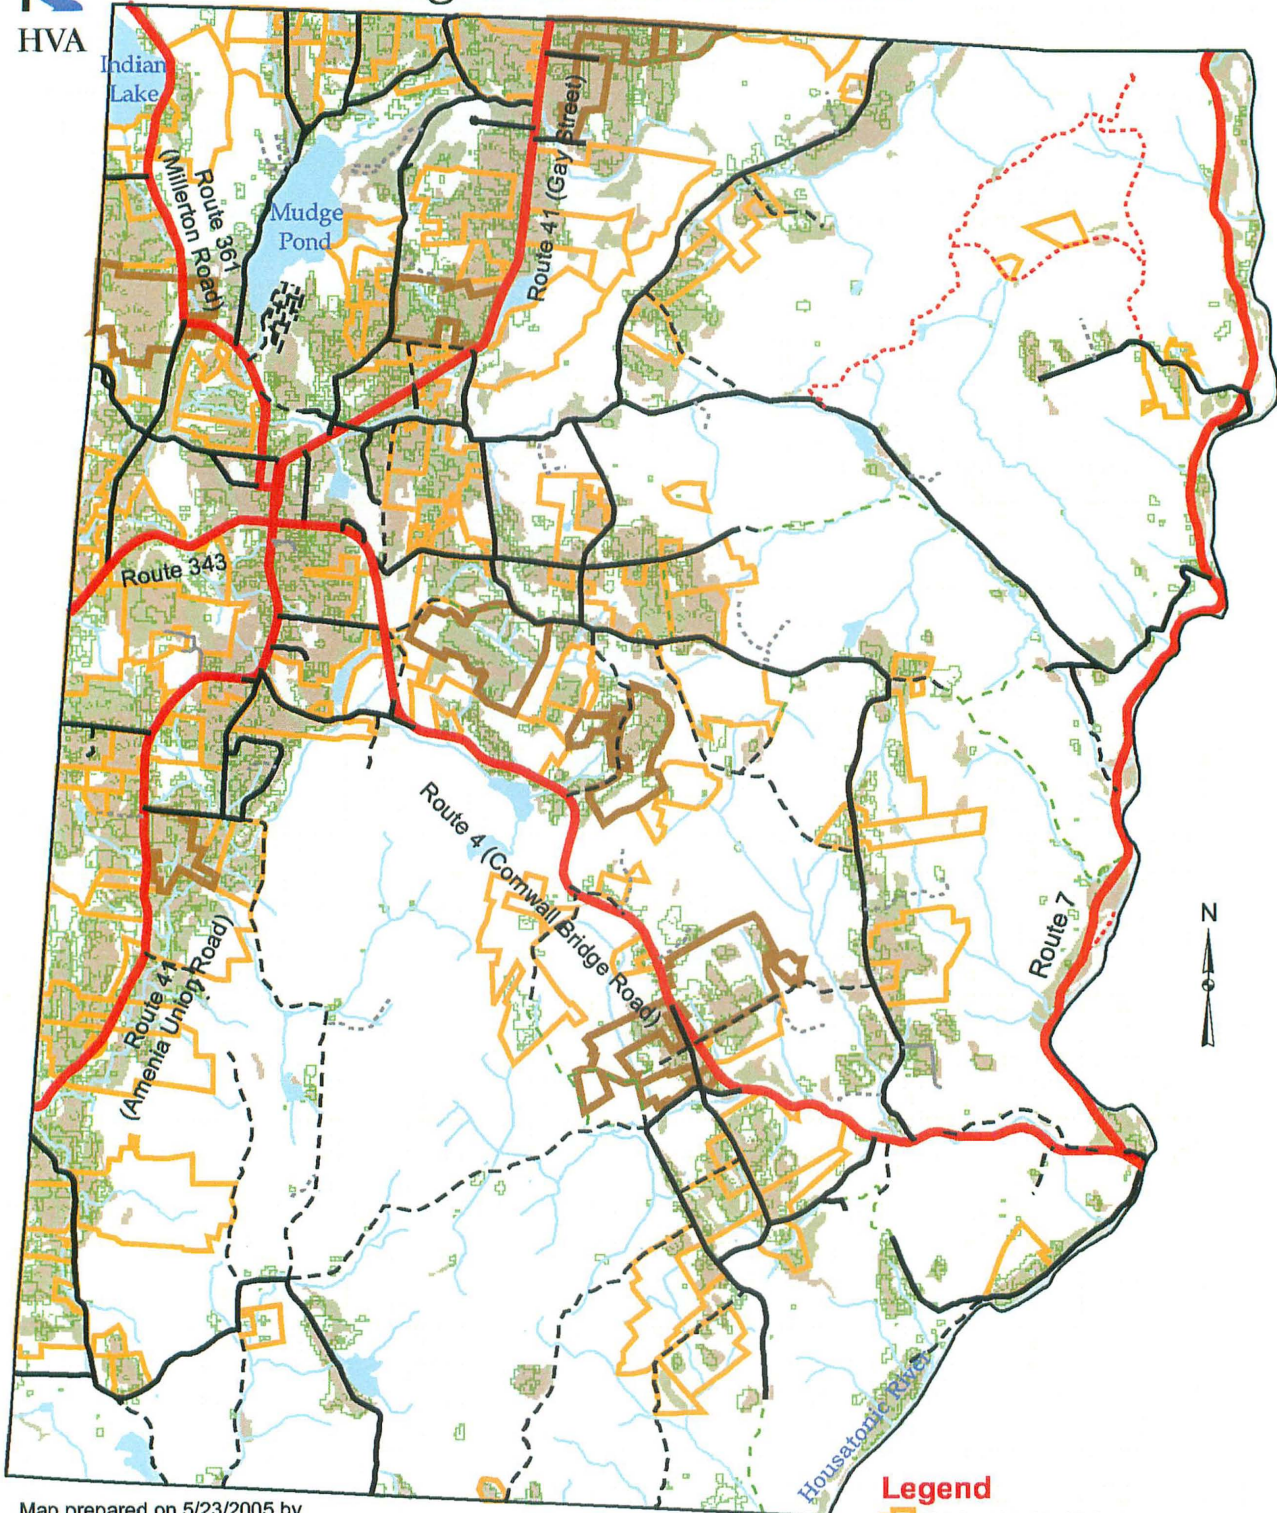 HVA
Indian
Lake
Route 361
(Millerton Road)
Mudge
Pond
Route 41 (Gay Street)
Route 343
Route 4 (Cornwall Bridge Road)
Route 7
N
Route 41
(Amenia Union Road)
Housatonic River
Legend
Map prepared on 5/23/2005 by